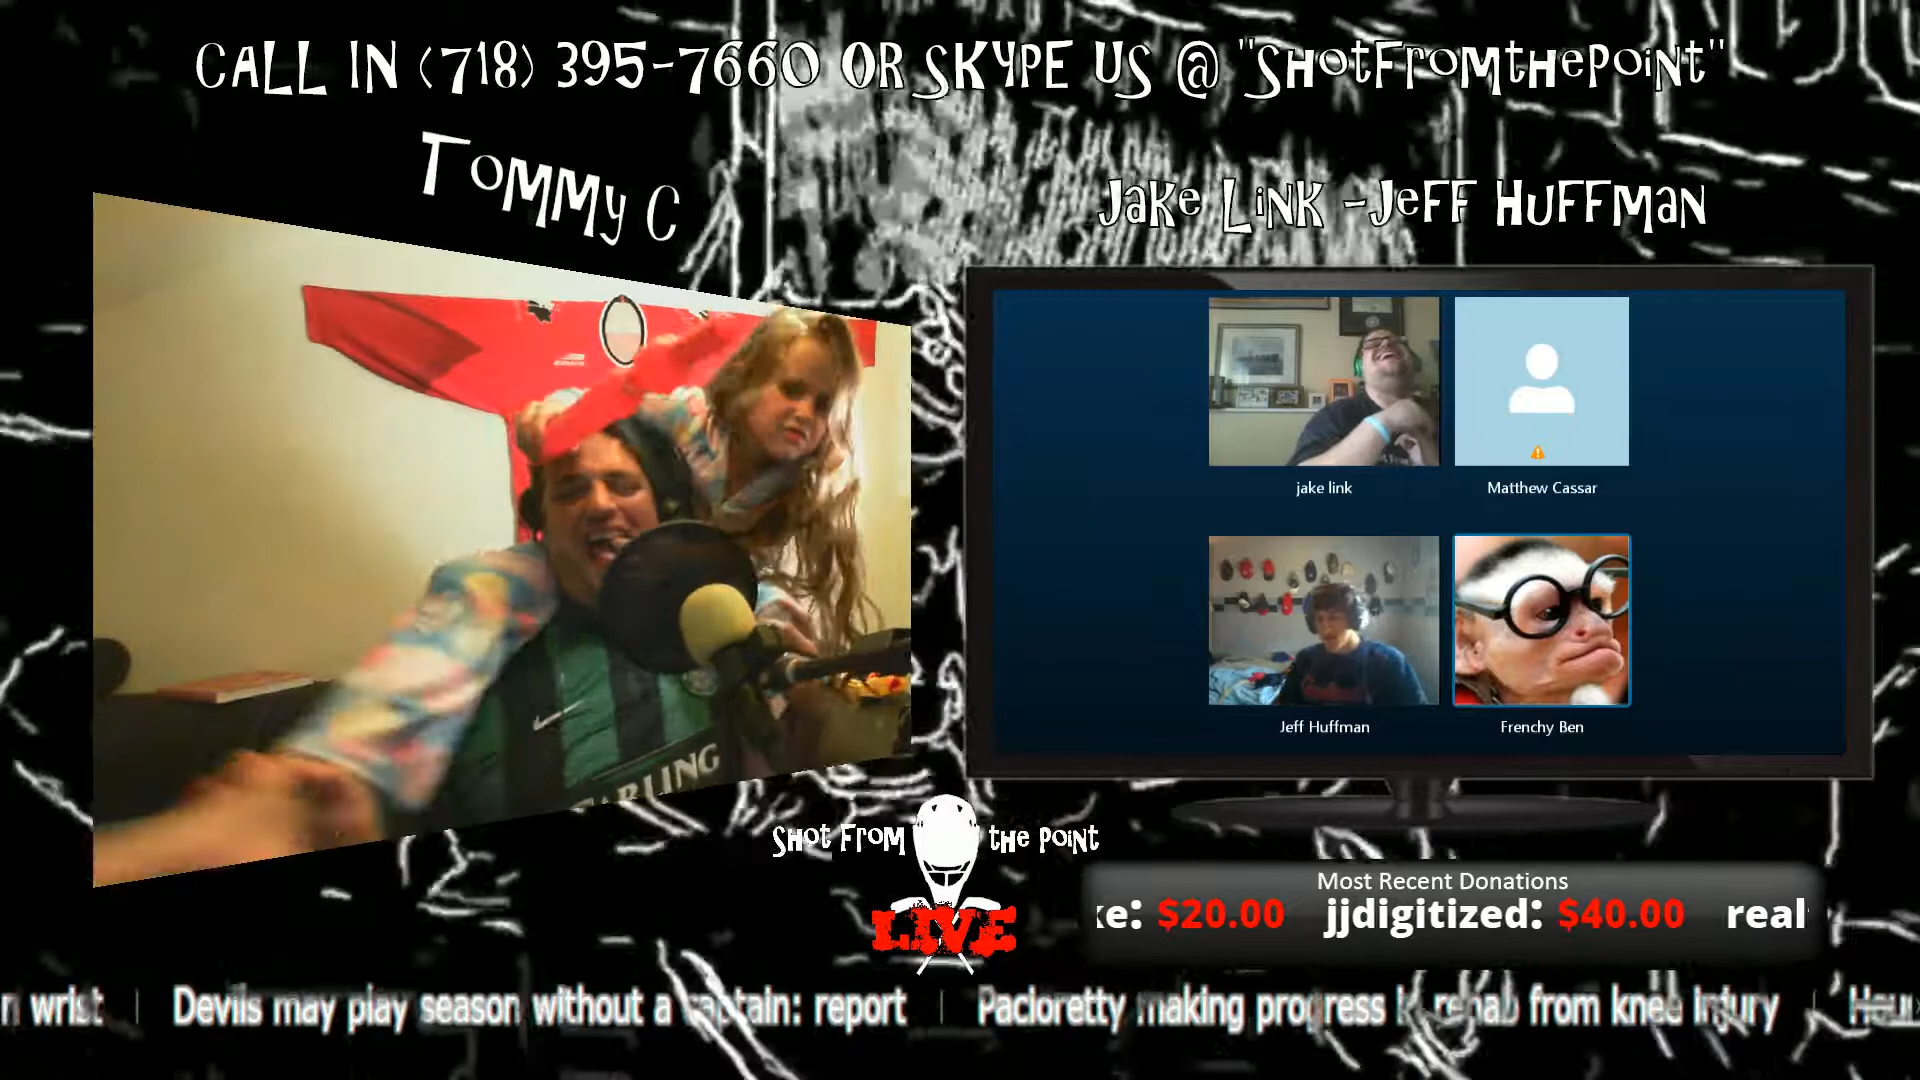 CALL IN (718) 395-7660 OR SKYPE US @ "ShotFromthepoint"
Tommy C
Jake Link -Jeff Huffman
jake link
Matthew Cassar
Jeff Huffman
Frenchy Ben
Shot From the point
LIVE
Most Recent Donations
ke: $20.00 jjdigitized: $40.00 real
n wrist | Devils may play season without a captain: report | Pacioretty making progress in rehab from knee injury |